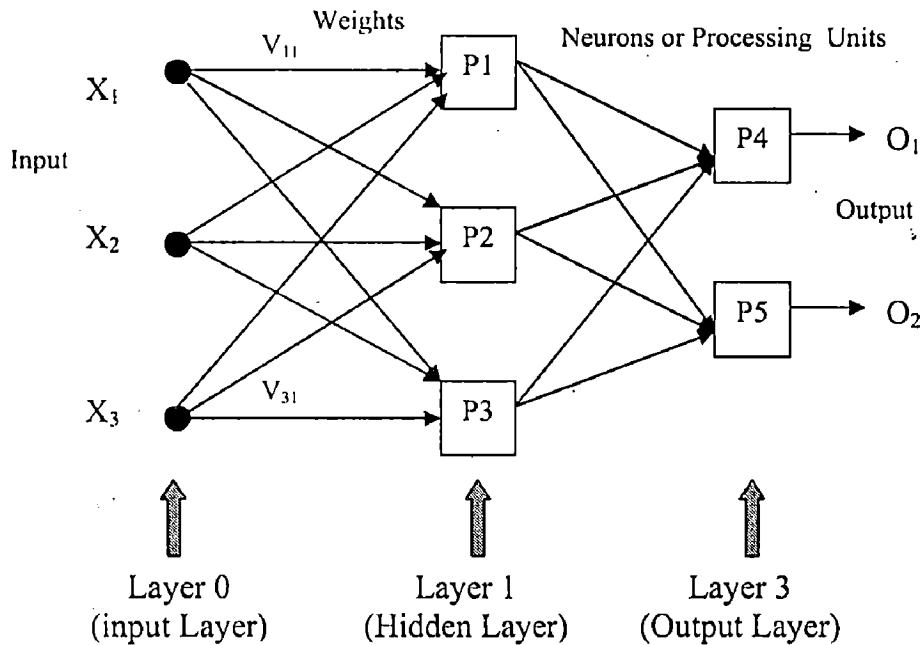 Weights
V₁₁
Neurons or Processing Units
P1
X₁
P4
O₁
Input
P2
X₂
Output
P5
O₂
V₃₁
X₃
P3
Layer 0
(input Layer)
Layer 1
(Hidden Layer)
Layer 3
(Output Layer)